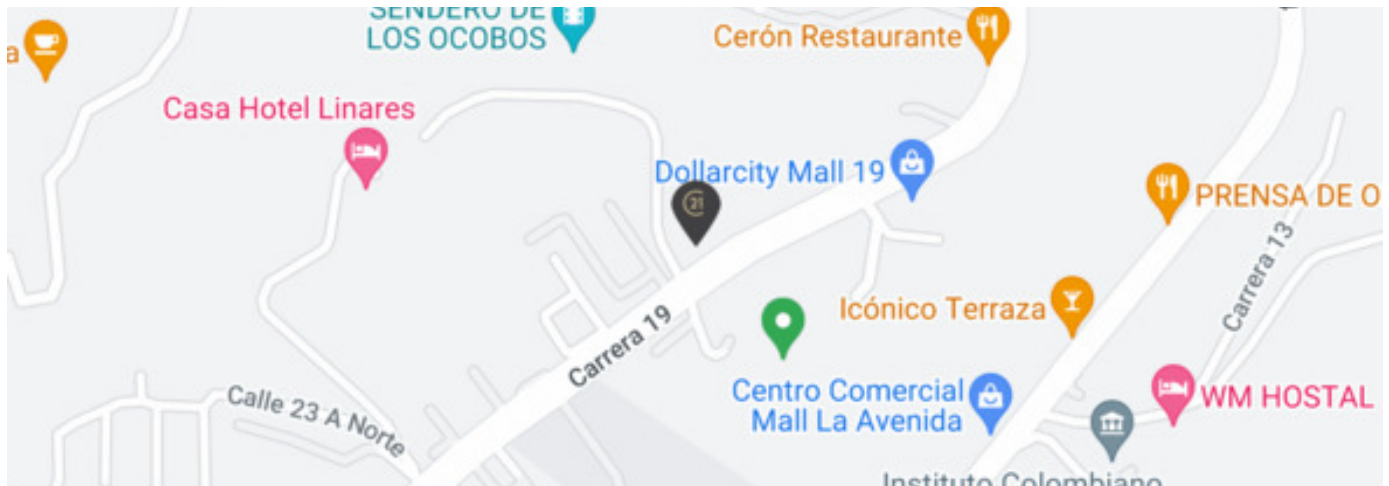 SENDERO DE
LOS OCOBOS
Cerón Restaurante
a
Casa Hotel Linares
Dollarcity Mall 19
21
PRENSA DE O
Carrera 13
Icónico Terraza
Carrera 19
Centro Comercial
Mall La Avenida
WM HOSTAL
Calle 23 A Norte
Instituto Colombiano